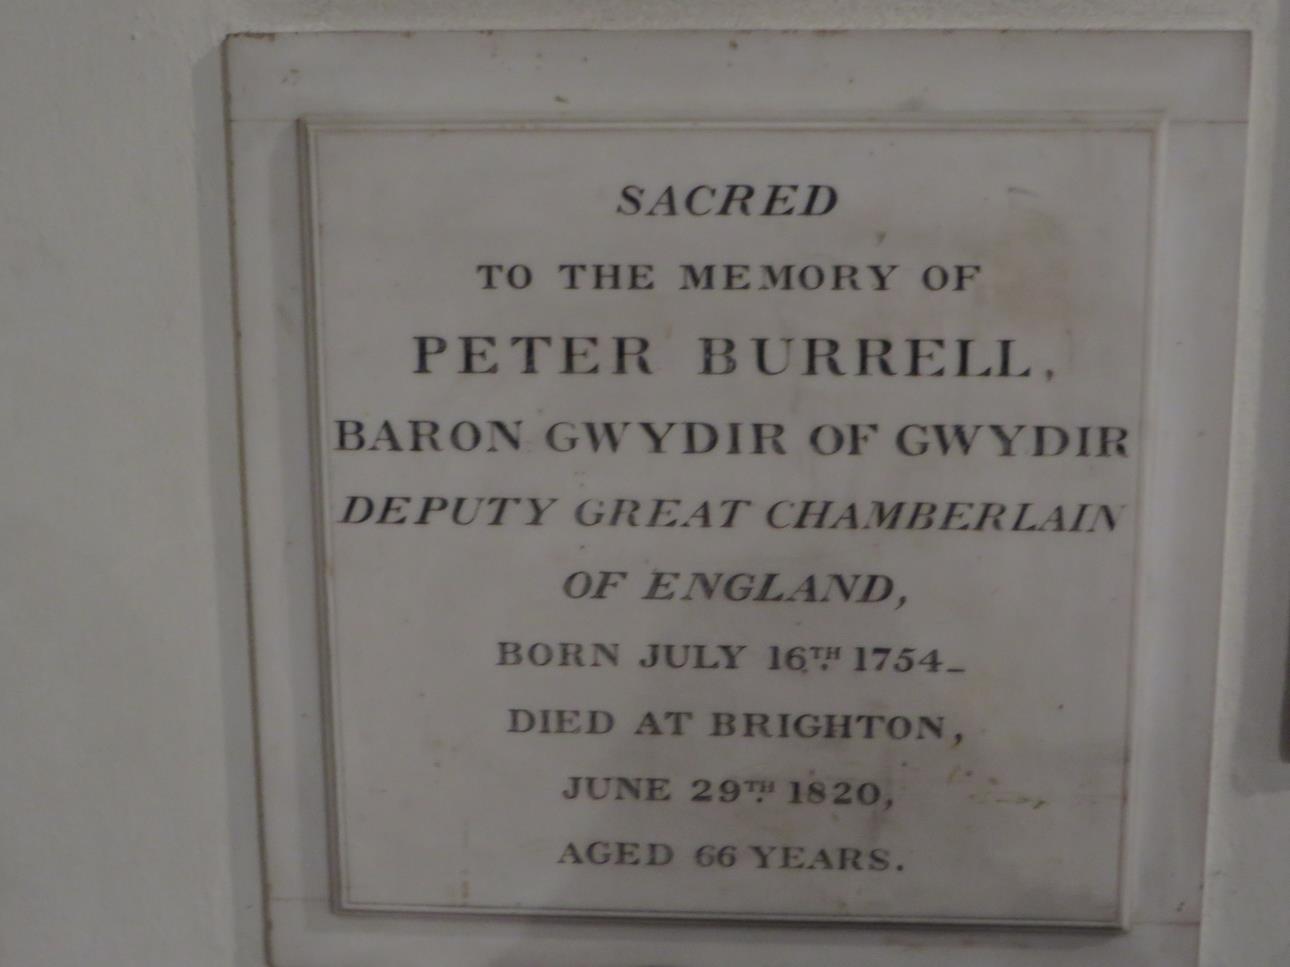 SACRED
TO THE MEMORY OF
PETER BURRELL,
BARON GWYDIR OF GWYDIR
DEPUTY GREAT CHAMBERLAIN
OF ENGLAND,
BORN JULY 16TH 1754_
DIED AT BRIGHTON,
JUNE 29TH 1820,
AGED 66 YEARS.